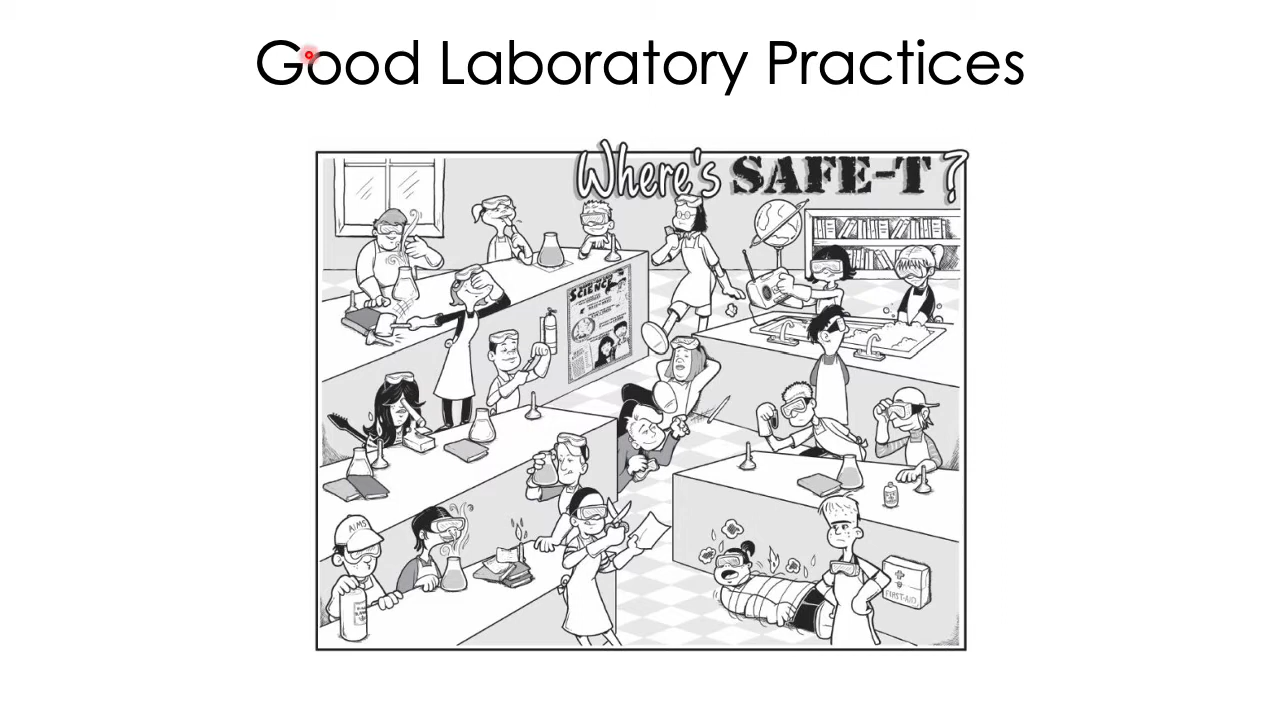 Good Laboratory Practices
Where's SAFE-T?
SCIENCE
AIMS
FIRST-AID